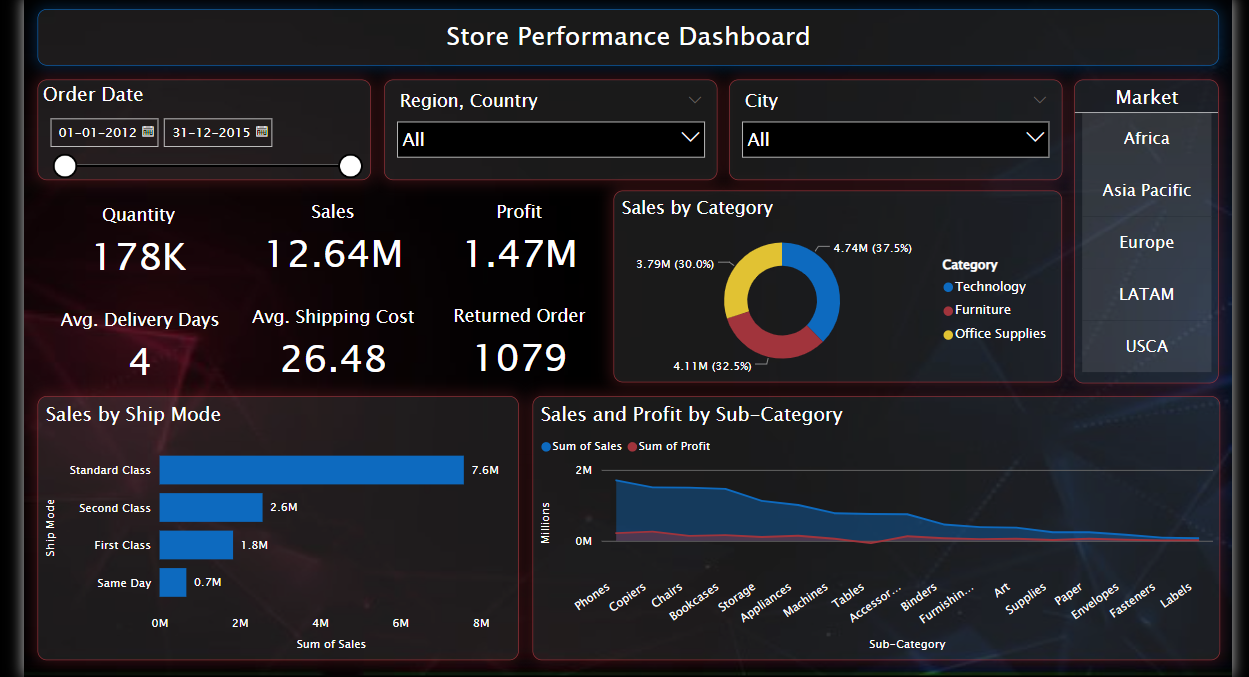 Store Performance Dashboard
Order Date
01-01-2012
31-12-2015
Region, Country
All
City
All
Market
Africa
Asia Pacific
Europe
LATAM
USCA
Quantity
178K
Sales
12.64M
Profit
1.47M
Avg. Delivery Days
4
Avg. Shipping Cost
26.48
Returned Order
1079
Sales by Category
4.74M (37.5%)
3.79M (30.0%)
4.11M (32.5%)
Category
Technology
Furniture
Office Supplies
Sales by Ship Mode
Ship Mode
Standard Class
7.6M
Second Class
2.6M
First Class
1.8M
Same Day
0.7M
0M
2M
4M
6M
8M
Sum of Sales
Sales and Profit by Sub-Category
Sum of Sales
Sum of Profit
Millions
2M
0M
Phones
Copiers
Chairs
Bookcases
Storage
Appliances
Machines
Tables
Accessor...
Binders
Furnishin...
Art
Supplies
Paper
Envelopes
Fasteners
Labels
Sub-Category